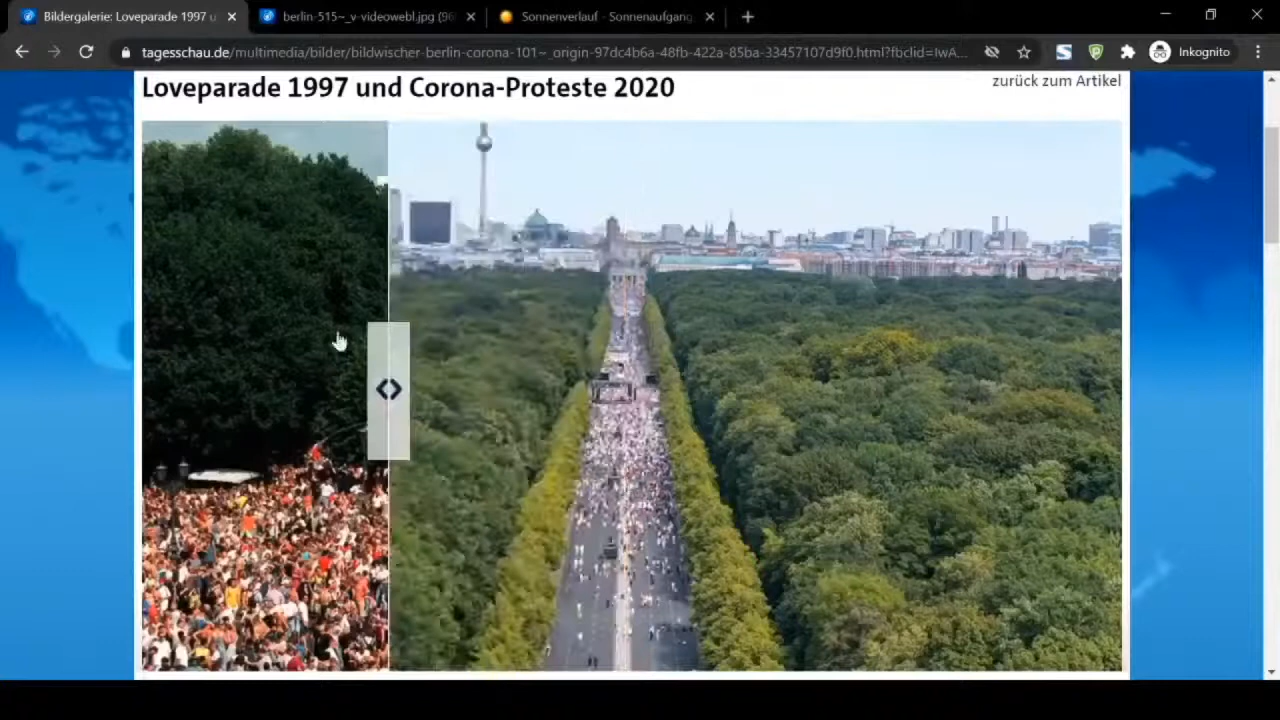 Bildergalerie: Loveparade 1997 u
berlin-515~_v-videowebl.jpg (96
Sonnenverlauf - Sonnenaufgang
tagesschau.de/multimedia/bilder/bildwischer-berlin-corona-101~_origin-97dc4b6a-48fb-422a-85ba-33457107d9f0.html?fbclid=IwA...
Inkognito
Loveparade 1997 und Corona-Proteste 2020
zurück zum Artikel